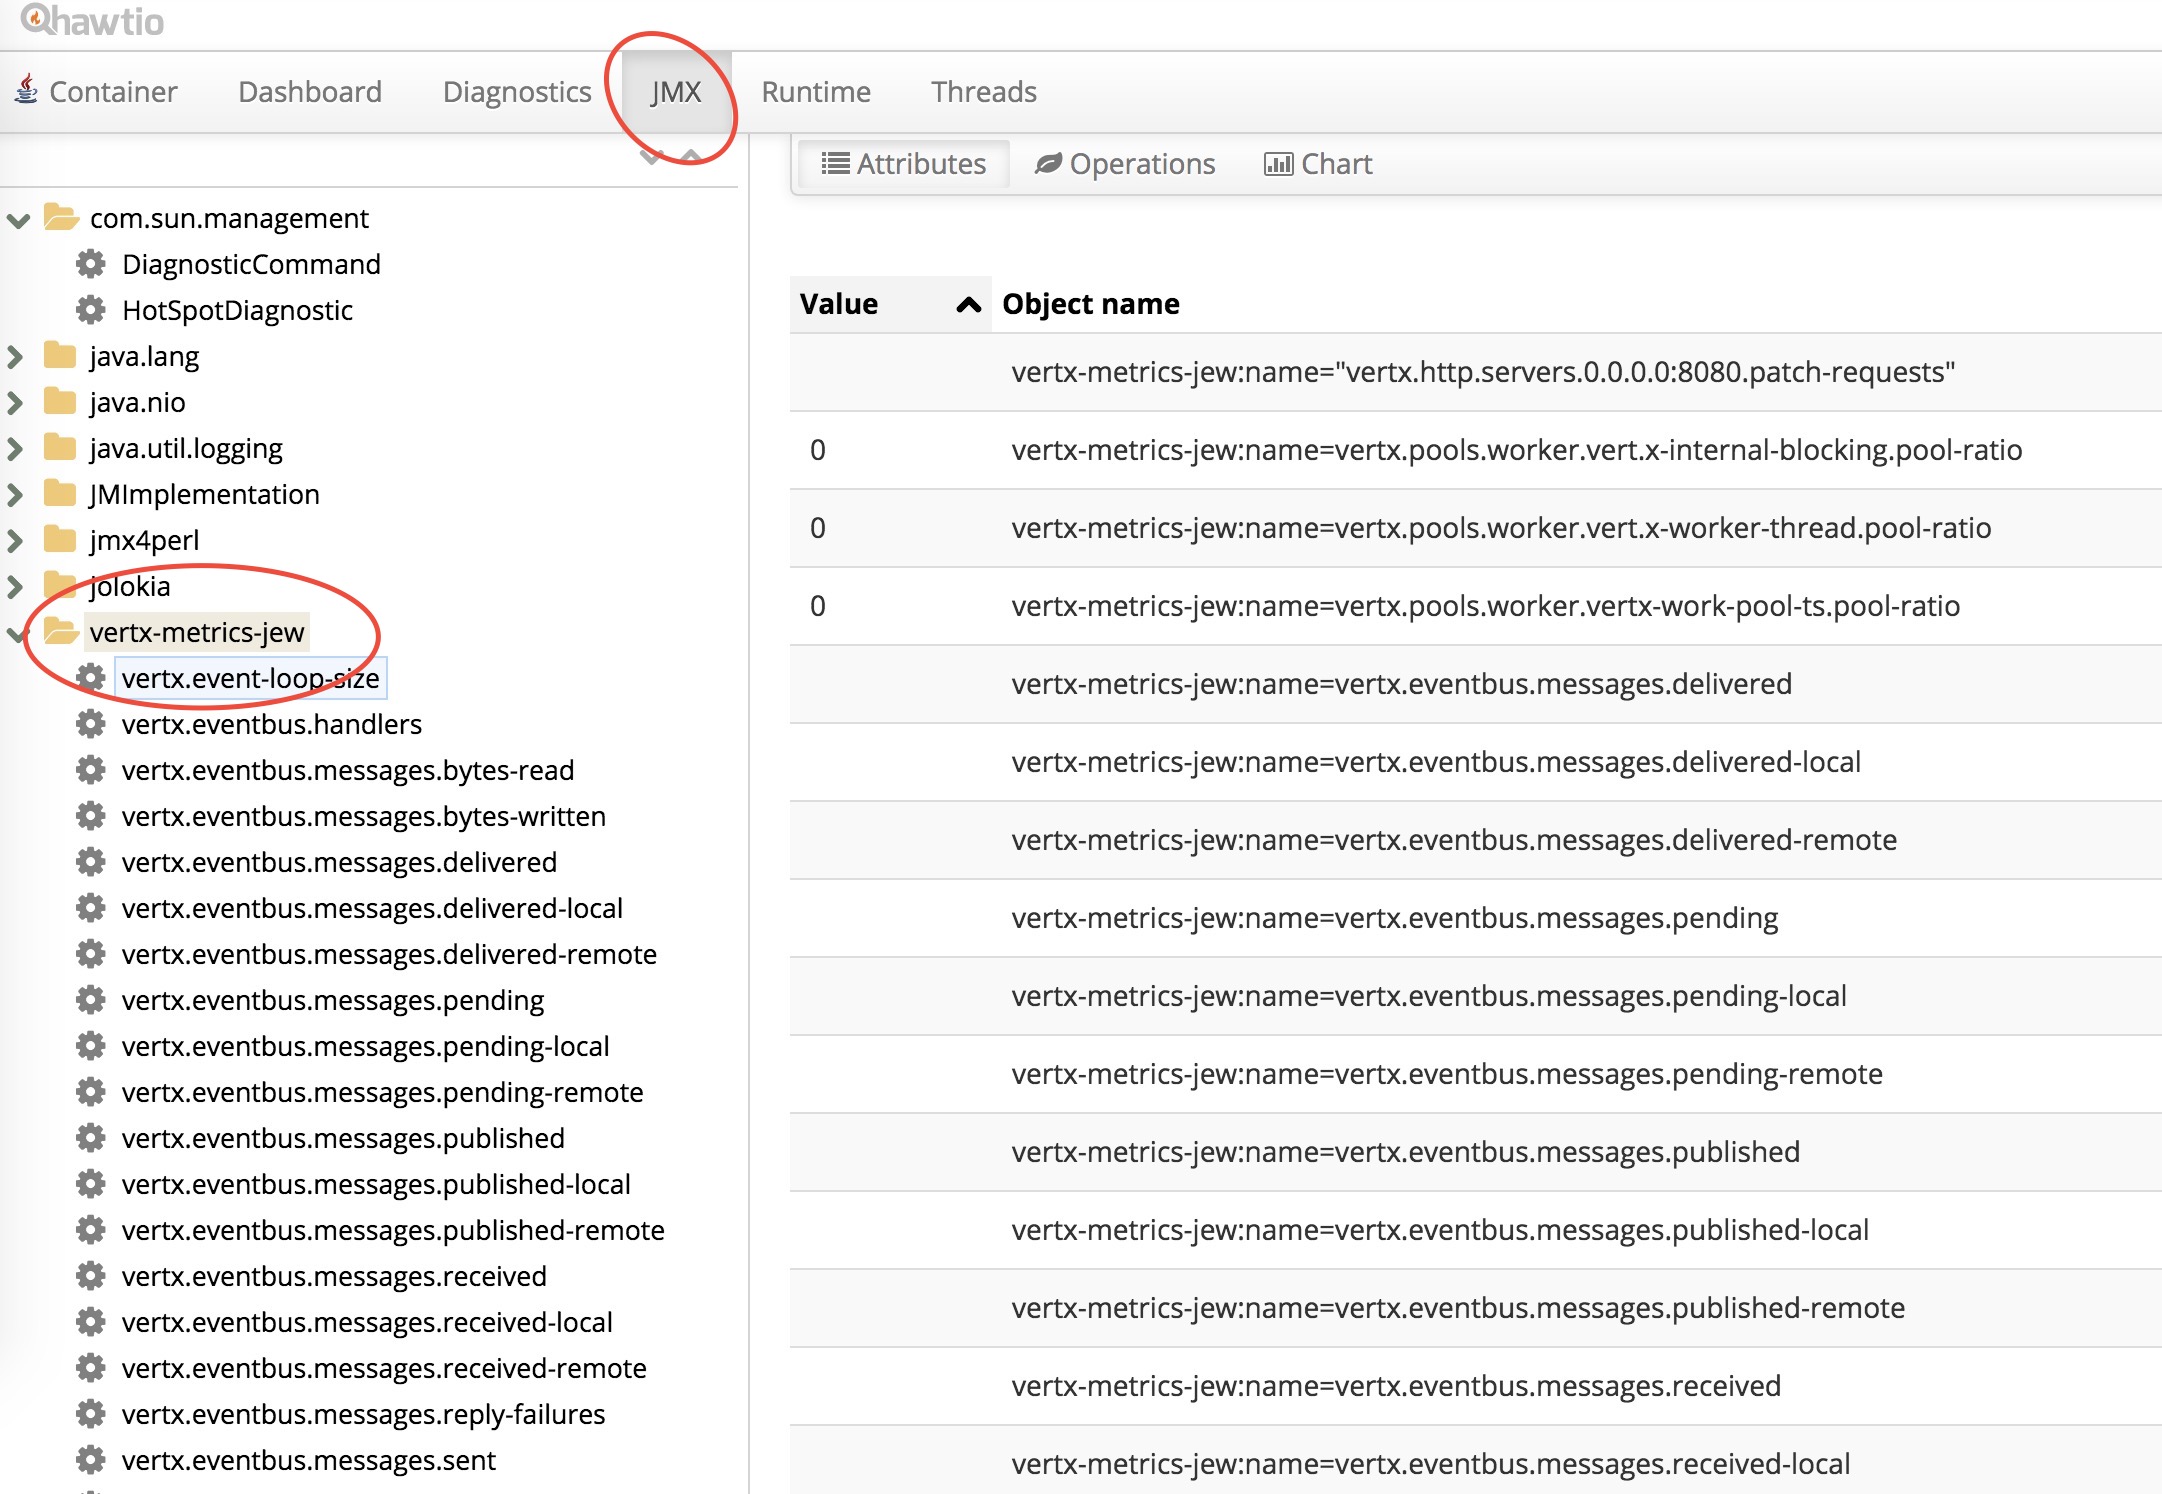 hawtio
Container Dashboard Diagnostics JMX Runtime Threads
Attributes Operations Chart
com.sun.management
DiagnosticCommand
HotSpotDiagnostic
java.lang
java.nio
java.util.logging
JMImplementation
jmx4perl
jolokia
vertx-metrics-jew
vertx.event-loop-size
vertx.eventbus.handlers
vertx.eventbus.messages.bytes-read
vertx.eventbus.messages.bytes-written
vertx.eventbus.messages.delivered
vertx.eventbus.messages.delivered-local
vertx.eventbus.messages.delivered-remote
vertx.eventbus.messages.pending
vertx.eventbus.messages.pending-local
vertx.eventbus.messages.pending-remote
vertx.eventbus.messages.published
vertx.eventbus.messages.published-local
vertx.eventbus.messages.published-remote
vertx.eventbus.messages.received
vertx.eventbus.messages.received-local
vertx.eventbus.messages.received-remote
vertx.eventbus.messages.reply-failures
vertx.eventbus.messages.sent
Value Object name
vertx-metrics-jew:name="vertx.http.servers.0.0.0.0:8080.patch-requests"
0 vertx-metrics-jew:name=vertx.pools.worker.vert.x-internal-blocking.pool-ratio
0 vertx-metrics-jew:name=vertx.pools.worker.vert.x-worker-thread.pool-ratio
0 vertx-metrics-jew:name=vertx.pools.worker.vertx-work-pool-ts.pool-ratio
vertx-metrics-jew:name=vertx.eventbus.messages.delivered
vertx-metrics-jew:name=vertx.eventbus.messages.delivered-local
vertx-metrics-jew:name=vertx.eventbus.messages.delivered-remote
vertx-metrics-jew:name=vertx.eventbus.messages.pending
vertx-metrics-jew:name=vertx.eventbus.messages.pending-local
vertx-metrics-jew:name=vertx.eventbus.messages.pending-remote
vertx-metrics-jew:name=vertx.eventbus.messages.published
vertx-metrics-jew:name=vertx.eventbus.messages.published-local
vertx-metrics-jew:name=vertx.eventbus.messages.published-remote
vertx-metrics-jew:name=vertx.eventbus.messages.received
vertx-metrics-jew:name=vertx.eventbus.messages.received-local